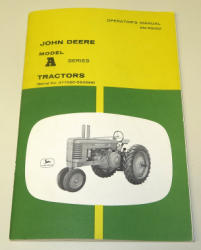 OPERATOR'S MANUAL
JOHN DEERE
MODEL
A SERIES
TRACTORS